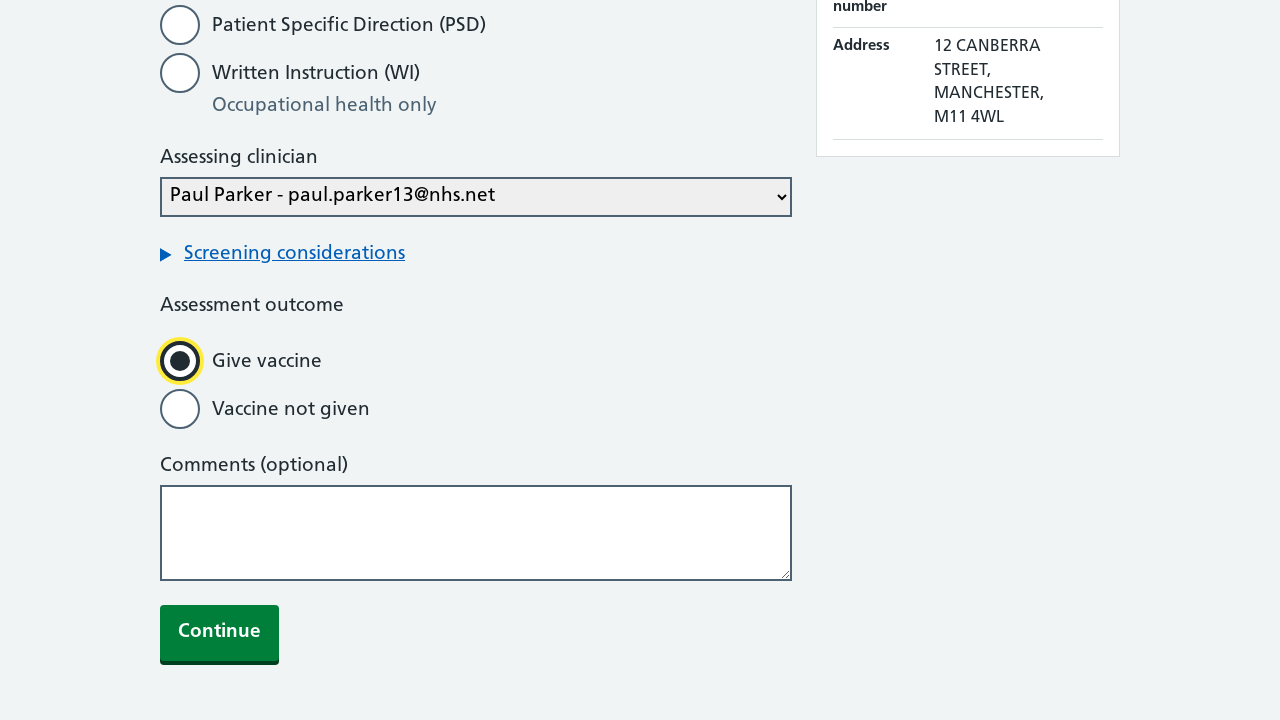 Patient Specific Direction (PSD)
Written Instruction (WI)
Occupational health only
Assessing clinician
Paul Parker - paul.parker13@nhs.net
Screening considerations
Assessment outcome
Give vaccine
Vaccine not given
Comments (optional)
Continue
number
Address
12 CANBERRA
STREET,
MANCHESTER,
M11 4WL